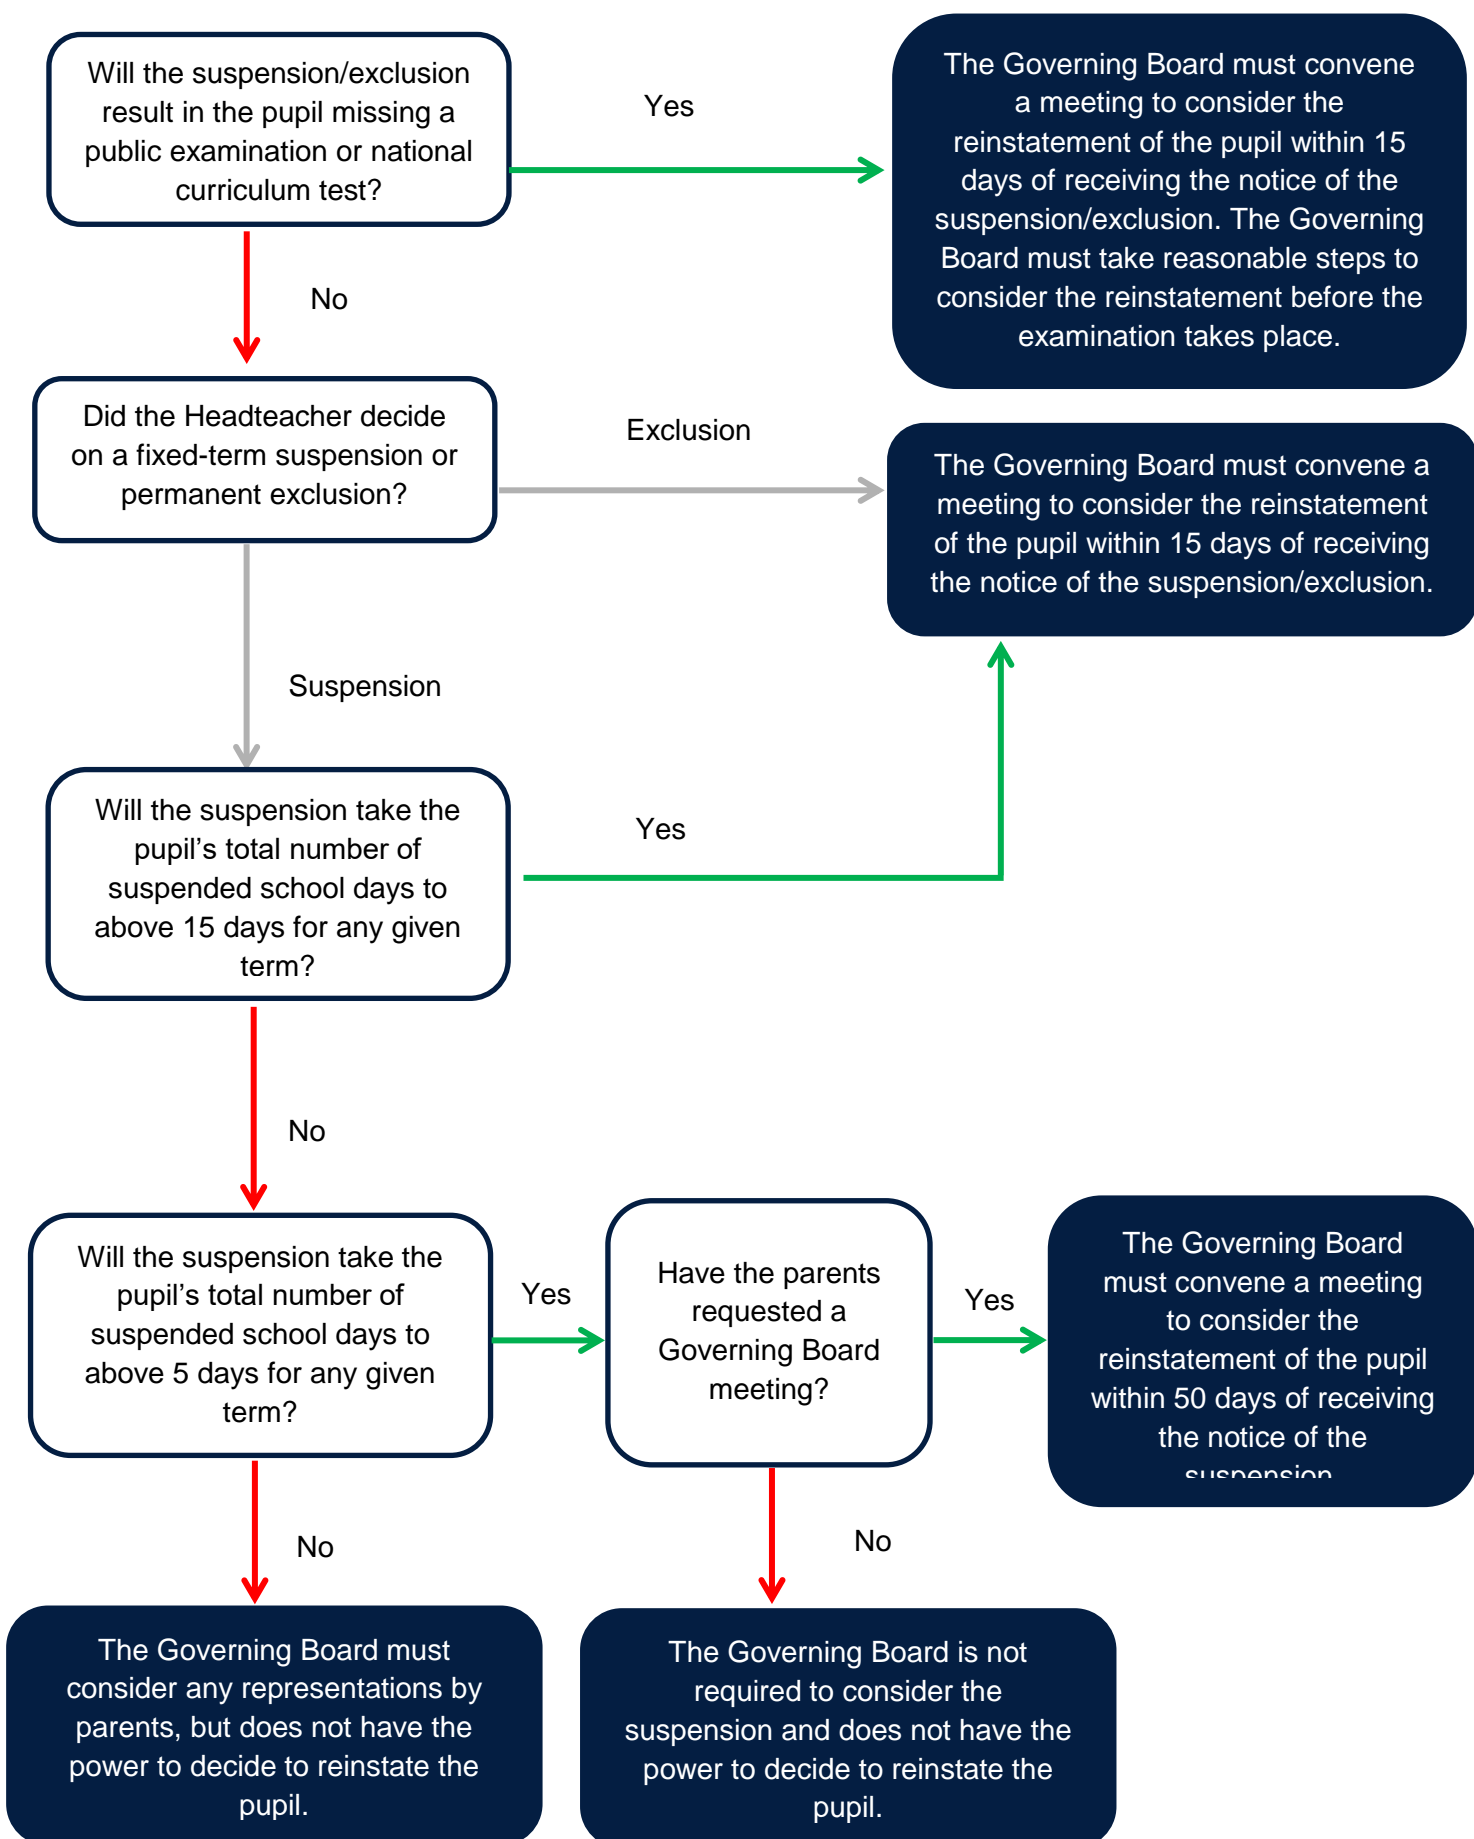 Will the suspension/exclusion
result in the pupil missing a
public examination or national
curriculum test?
Yes
The Governing Board must convene
a meeting to consider the
reinstatement of the pupil within 15
days of receiving the notice of the
suspension/exclusion. The Governing
Board must take reasonable steps to
consider the reinstatement before the
examination takes place.
No
Did the Headteacher decide
on a fixed-term suspension or
permanent exclusion?
Exclusion
The Governing Board must convene a
meeting to consider the reinstatement
of the pupil within 15 days of receiving
the notice of the suspension/exclusion.
Suspension
Will the suspension take the
pupil’s total number of
suspended school days to
above 15 days for any given
term?
Yes
No
Will the suspension take the
pupil’s total number of
suspended school days to
above 5 days for any given
term?
Yes
Have the parents
requested a
Governing Board
meeting?
Yes
The Governing Board
must convene a meeting
to consider the
reinstatement of the pupil
within 50 days of receiving
the notice of the
suspension
No
No
The Governing Board must
consider any representations by
parents, but does not have the
power to decide to reinstate the
pupil.
The Governing Board is not
required to consider the
suspension and does not have the
power to decide to reinstate the
pupil.